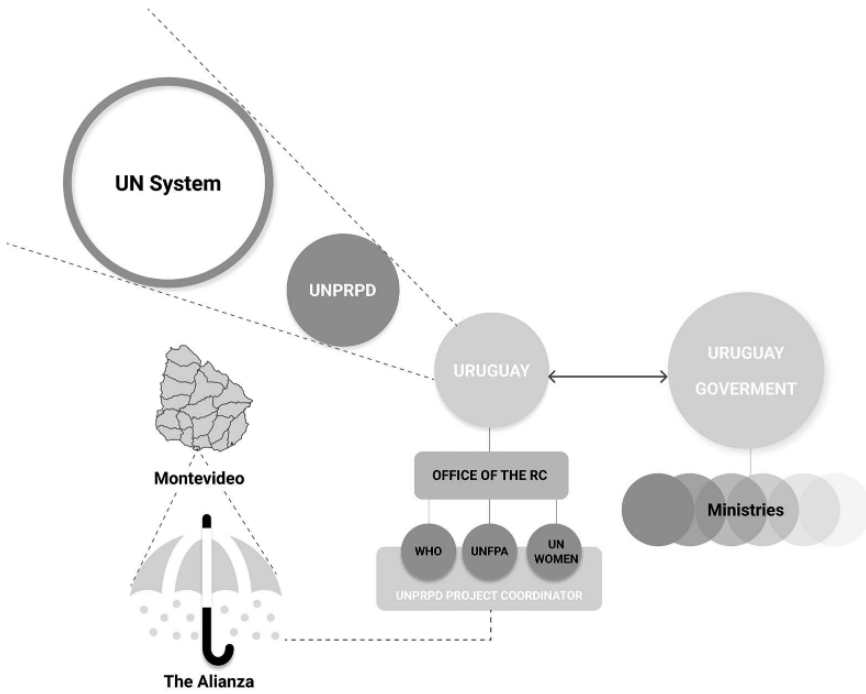 UN System
UNPRPD
URUGUAY
URUGUAY
GOVERMENT
Montevideo
OFFICE OF THE RC
Ministries
WHO
UNFPA
UN
WOMEN
UNPRPD PROJECT COORDINATOR
The Alianza